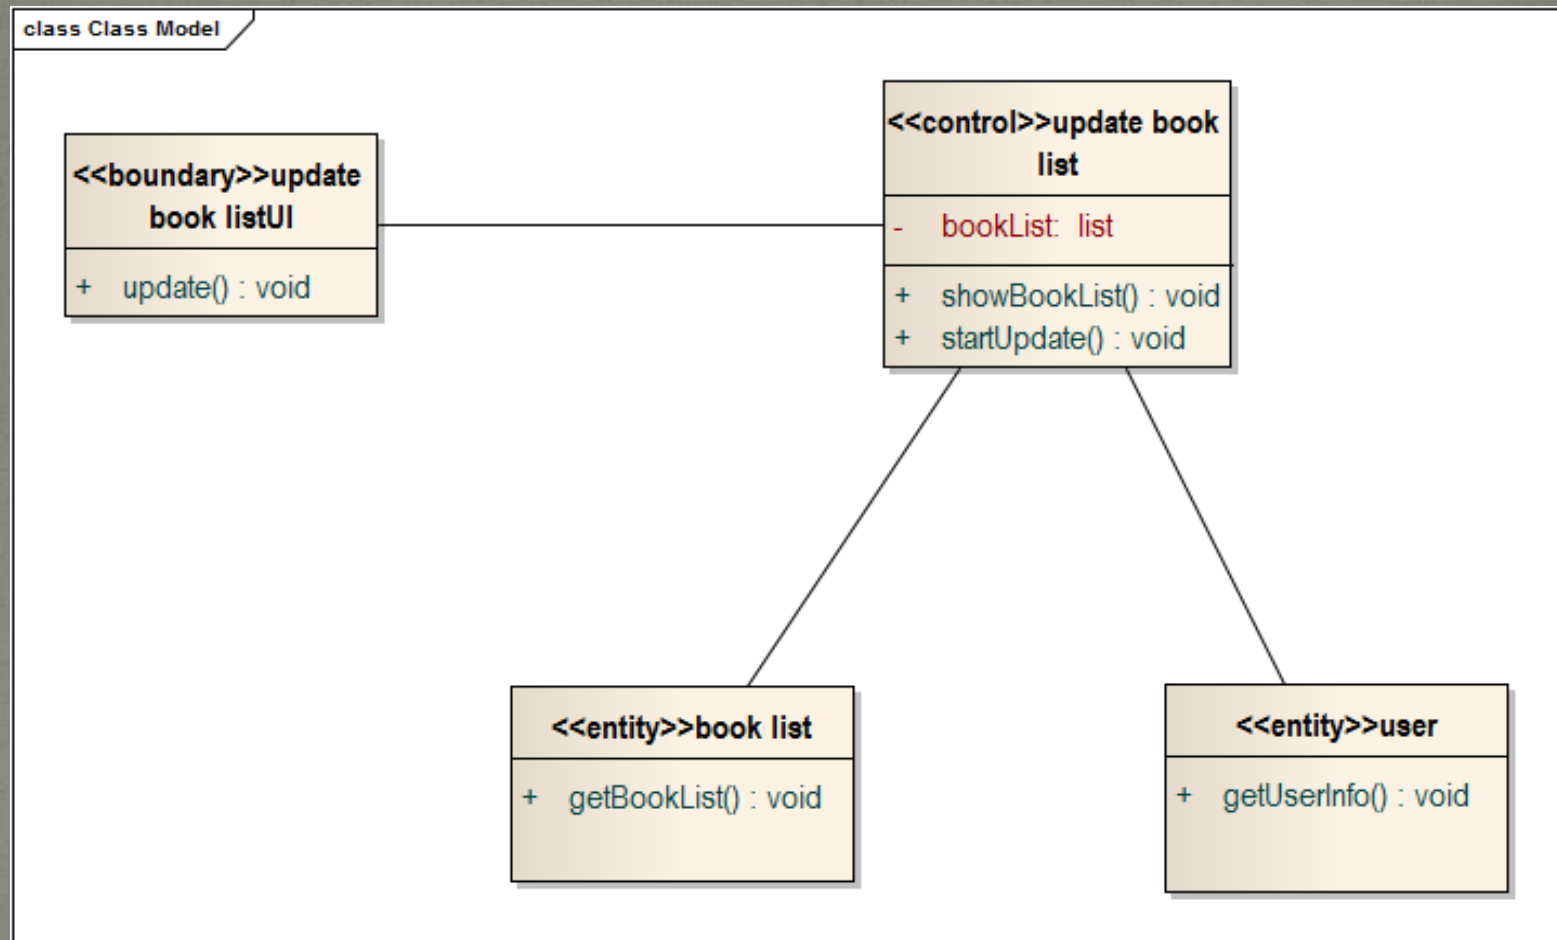 class Class Model
<<boundary>>update
book listUI
+ update() : void
<<control>>update book
list
- bookList: list
+ showBookList() : void
+ startUpdate() : void
<<entity>>book list
+ getBookList() : void
<<entity>>user
+ getUserInfo() : void